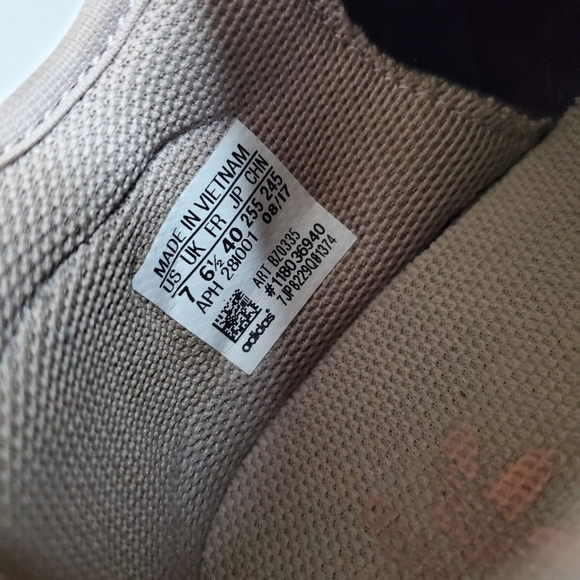 MADE IN VIETNAM
US UK FR JP CHN
7 6½ 40 255 245
APH 28I001 08/17
ART BZ0335
#118036940
7JP8229Q01374
adidas